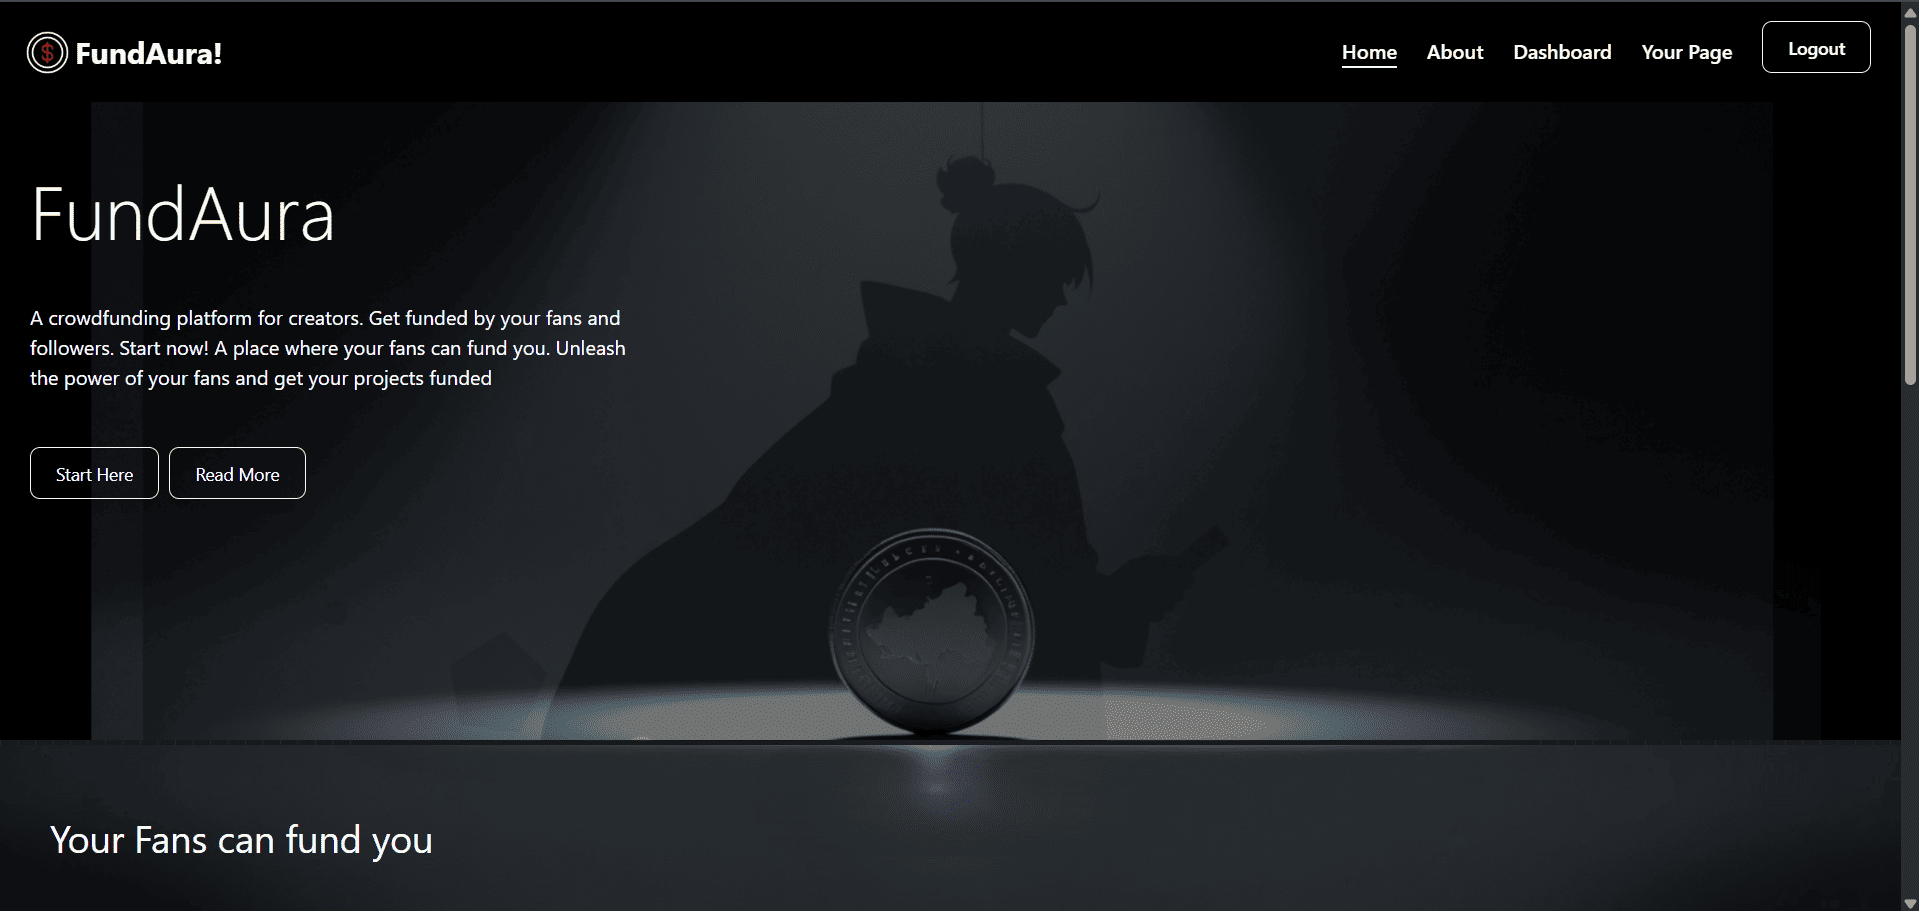 $ FundAura!
Home About Dashboard Your Page Logout
FundAura
A crowdfunding platform for creators. Get funded by your fans and
followers. Start now! A place where your fans can fund you. Unleash
the power of your fans and get your projects funded
Start Here Read More
Your Fans can fund you